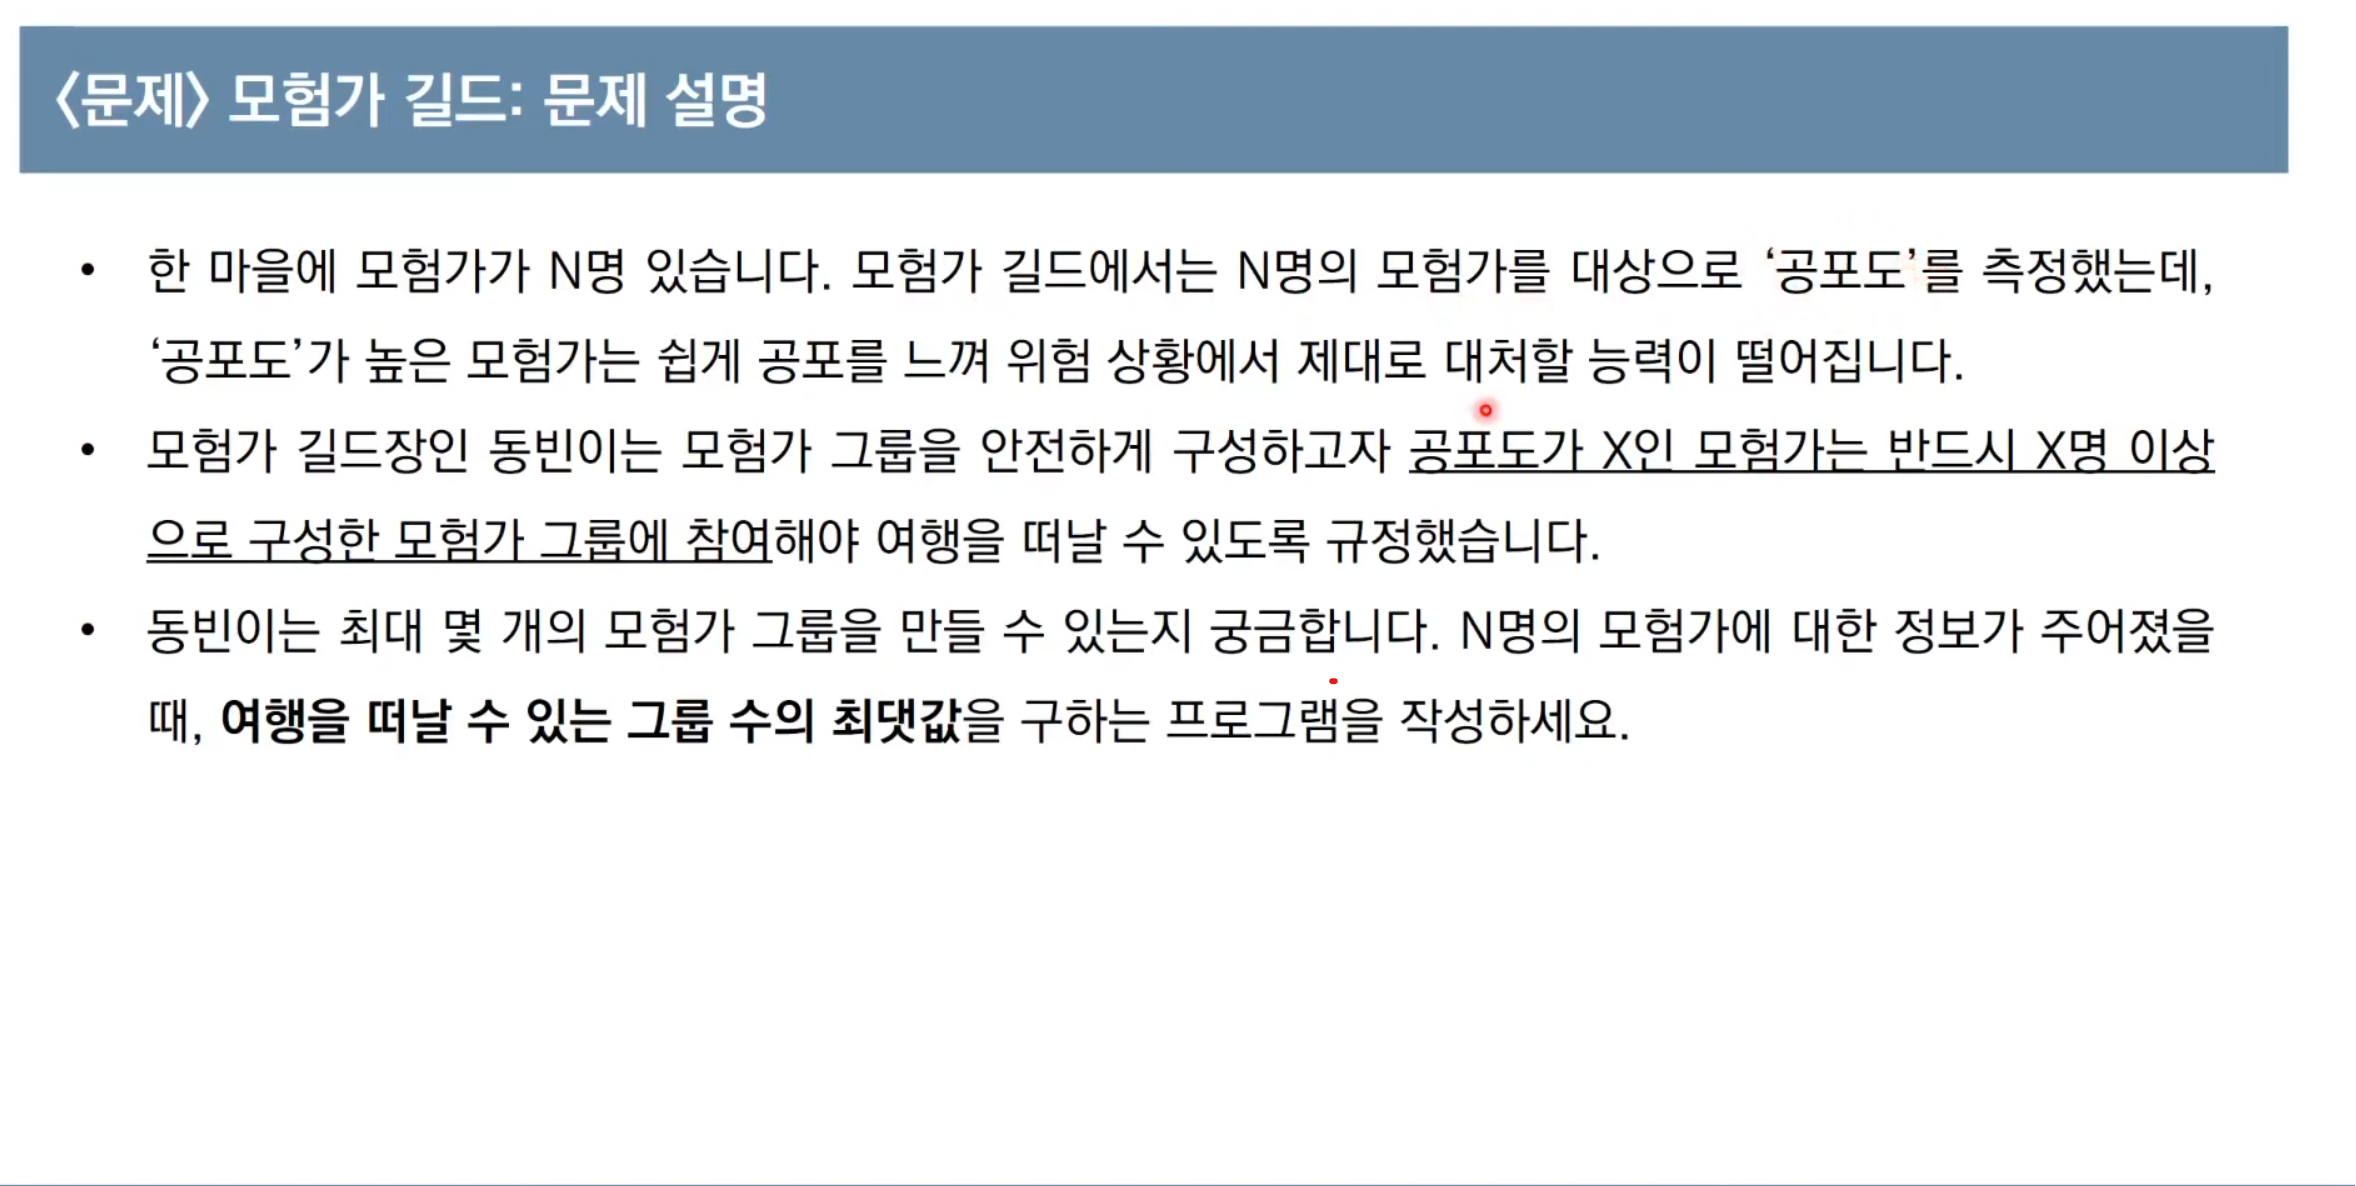 〈문제〉 모험가 길드: 문제 설명
• 한 마을에 모험가가 N명 있습니다. 모험가 길드에서는 N명의 모험가를 대상으로 ‘공포도’를 측정했는데,
‘공포도’가 높은 모험가는 쉽게 공포를 느껴 위험 상황에서 제대로 대처할 능력이 떨어집니다.
• 모험가 길드장인 동빈이는 모험가 그룹을 안전하게 구성하고자 공포도가 X인 모험가는 반드시 X명 이상
으로 구성한 모험가 그룹에 참여해야 여행을 떠날 수 있도록 규정했습니다.
• 동빈이는 최대 몇 개의 모험가 그룹을 만들 수 있는지 궁금합니다. N명의 모험가에 대한 정보가 주어졌을
때, 여행을 떠날 수 있는 그룹 수의 최댓값을 구하는 프로그램을 작성하세요.